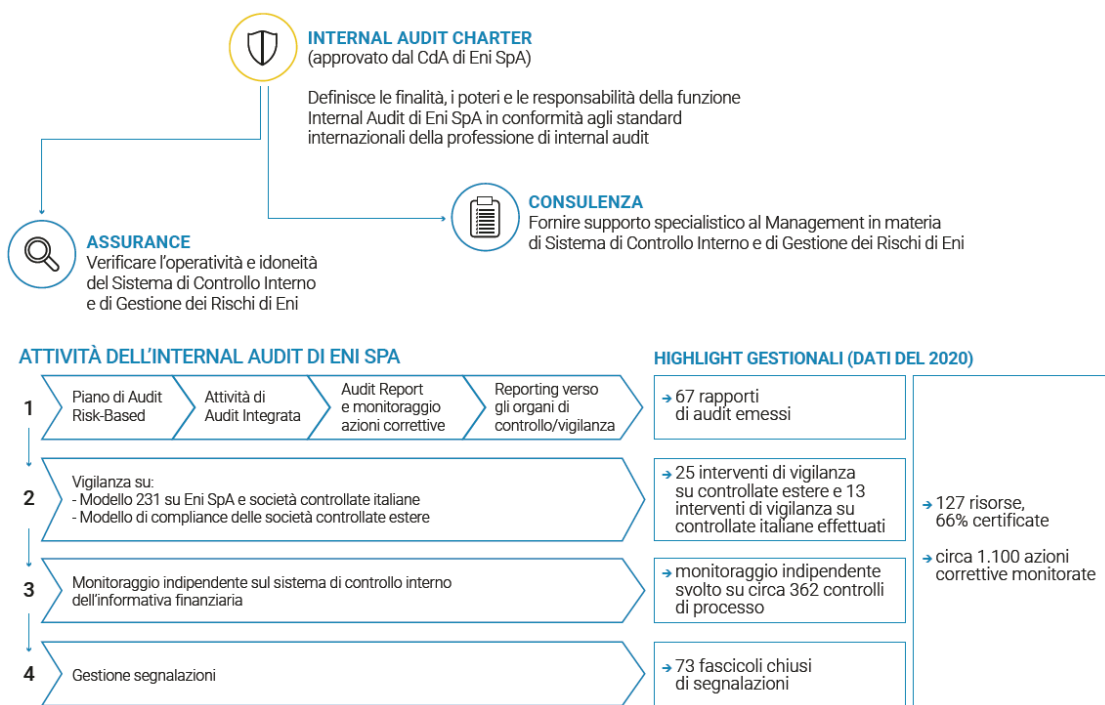 INTERNAL AUDIT CHARTER
(approvato dal CdA di Eni SpA)
Definisce le finalità, i poteri e le responsabilità della funzione
Internal Audit di Eni SpA in conformità agli standard
internazionali della professione di internal audit
CONSULENZA
Fornire supporto specialistico al Management in materia
di Sistema di Controllo Interno e di Gestione dei Rischi di Eni
ASSURANCE
Verificare l'operatività e idoneità
del Sistema di Controllo Interno
e di Gestione dei Rischi di Eni
ATTIVITÀ DELL'INTERNAL AUDIT DI ENI SPA
1
Piano di Audit
Risk-Based
Attività di
Audit Integrata
Audit Report
e monitoraggio
azioni correttive
Reporting verso
gli organi di
controllo/vigilanza
2
Vigilanza su:
- Modello 231 su Eni SpA e società controllate italiane
- Modello di compliance delle società controllate estere
3
Monitoraggio indipendente sul sistema di controllo interno
dell'informativa finanziaria
4
Gestione segnalazioni
HIGHLIGHT GESTIONALI (DATI DEL 2020)
→ 67 rapporti
di audit emessi
→ 25 interventi di vigilanza
su controllate estere e 13
interventi di vigilanza su
controllate italiane effettuati
→ monitoraggio indipendente
svolto su circa 362 controlli
di processo
→ 73 fascicoli chiusi
di segnalazioni
→ 127 risorse,
66% certificate
→ circa 1.100 azioni
correttive monitorate